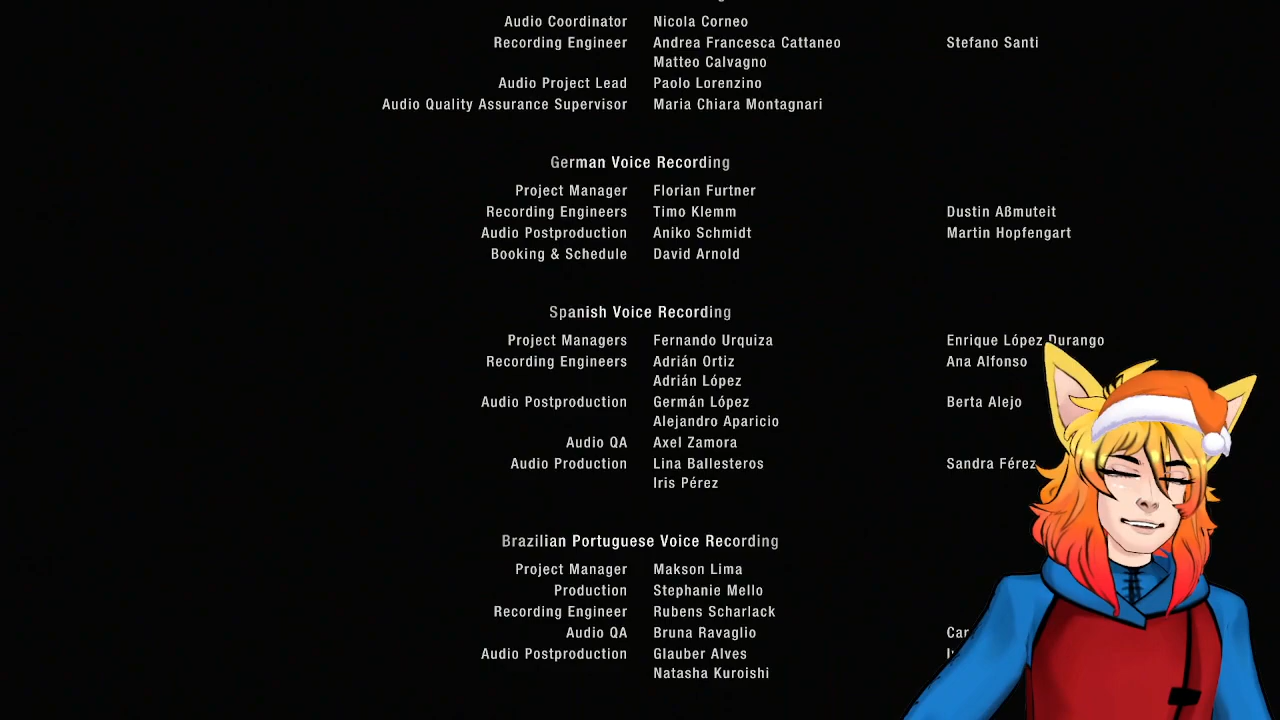 Audio Coordinator Nicola Corneo
Recording Engineer Andrea Francesca Cattaneo Stefano Santi
Matteo Calvagno
Audio Project Lead Paolo Lorenzino
Audio Quality Assurance Supervisor Maria Chiara Montagnari
German Voice Recording
Project Manager Florian Furtner
Recording Engineers Timo Klemm Dustin Aßmuteit
Audio Postproduction Aniko Schmidt Martin Hopfengart
Booking & Schedule David Arnold
Spanish Voice Recording
Project Managers Fernando Urquiza Enrique López Durango
Recording Engineers Adrián Ortiz Ana Alfonso
Adrián López
Audio Postproduction Germán López Berta Alejo
Alejandro Aparicio
Audio QA Axel Zamora
Audio Production Lina Ballesteros Sandra Férez
Iris Pérez
Brazilian Portuguese Voice Recording
Project Manager Makson Lima
Production Stephanie Mello
Recording Engineer Rubens Scharlack
Audio QA Bruna Ravaglio
Audio Postproduction Glauber Alves
Natasha Kuroishi